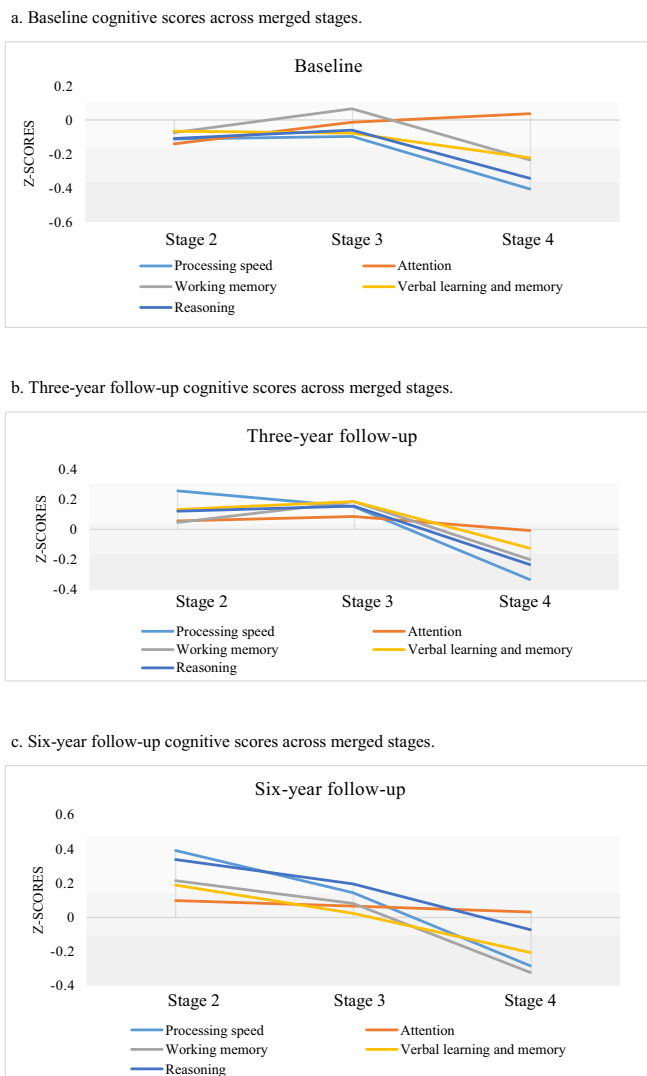 a. Baseline cognitive scores across merged stages.
Baseline
0.2
0
-0.2
-0.4
-0.6
Z-SCORES
Stage 2 Stage 3 Stage 4
Processing speed Attention
Working memory Verbal learning and memory
Reasoning
b. Three-year follow-up cognitive scores across merged stages.
Three-year follow-up
0.4
0.2
0
-0.2
-0.4
Z-SCORES
Stage 2 Stage 3 Stage 4
Processing speed Attention
Working memory Verbal learning and memory
Reasoning
c. Six-year follow-up cognitive scores across merged stages.
Six-year follow-up
0.6
0.4
0.2
0
-0.2
-0.4
Z-SCORES
Stage 2 Stage 3 Stage 4
Processing speed Attention
Working memory Verbal learning and memory
Reasoning